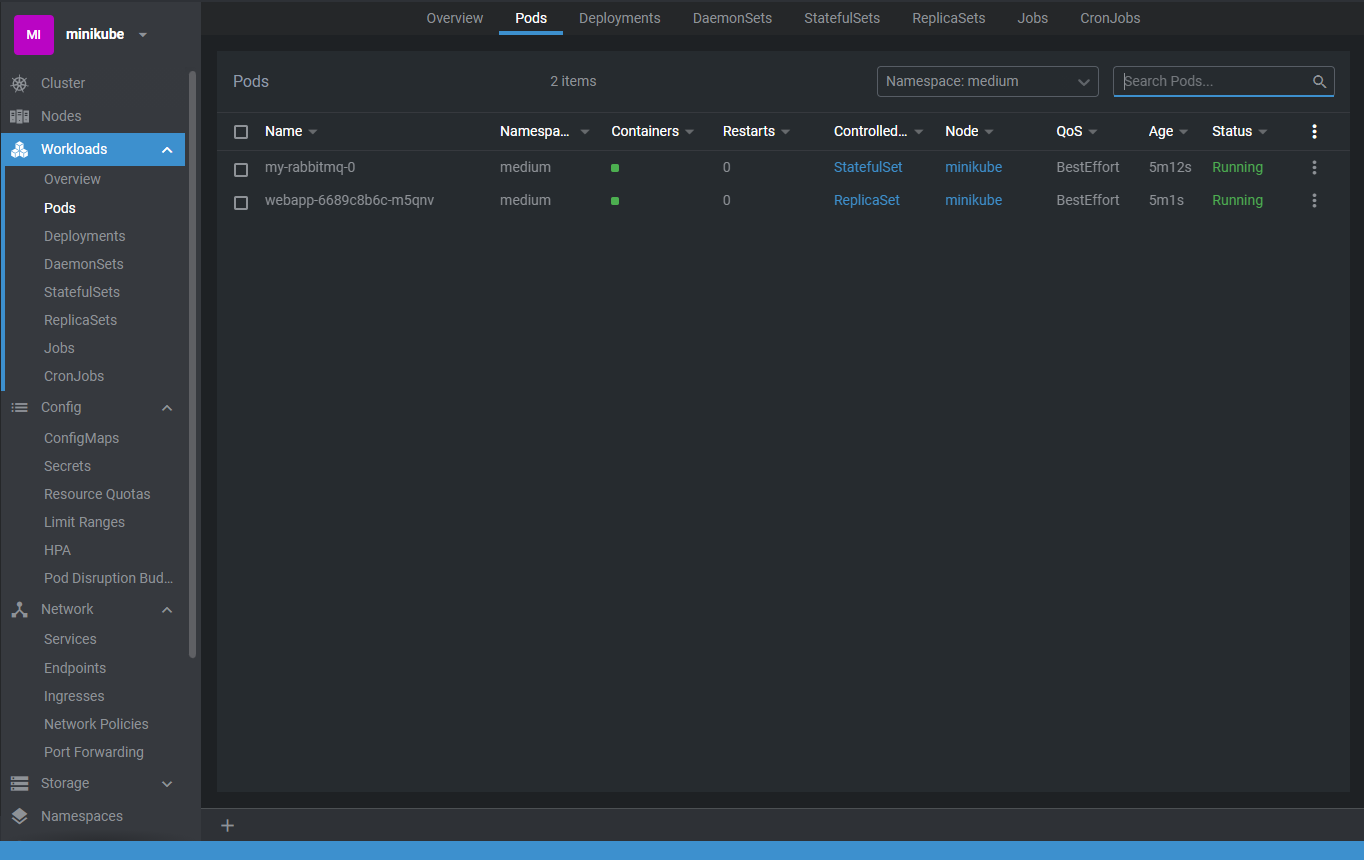 MI minikube
Cluster
Nodes
Workloads
Overview
Pods
Deployments
DaemonSets
StatefulSets
ReplicaSets
Jobs
CronJobs
Config
ConfigMaps
Secrets
Resource Quotas
Limit Ranges
HPA
Pod Disruption Bud...
Network
Services
Endpoints
Ingresses
Network Policies
Port Forwarding
Storage
Namespaces
Overview Pods Deployments DaemonSets StatefulSets ReplicaSets Jobs CronJobs
Pods 2 items Namespace: medium Search Pods...
Name Namespa... Containers Restarts Controlled... Node QoS Age Status
my-rabbitmq-0 medium 0 StatefulSet minikube BestEffort 5m12s Running
webapp-6689c8b6c-m5qnv medium 0 ReplicaSet minikube BestEffort 5m1s Running